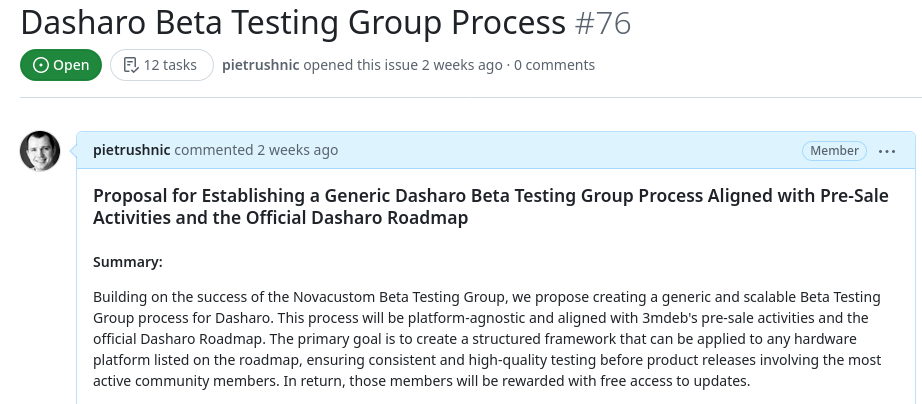 Dasharo Beta Testing Group Process #76
Open
12 tasks
pietrushnic opened this issue 2 weeks ago · 0 comments
pietrushnic commented 2 weeks ago
Member
Proposal for Establishing a Generic Dasharo Beta Testing Group Process Aligned with Pre-Sale
Activities and the Official Dasharo Roadmap
Summary:
Building on the success of the Novacustom Beta Testing Group, we propose creating a generic and scalable Beta Testing
Group process for Dasharo. This process will be platform-agnostic and aligned with 3mdeb's pre-sale activities and the
official Dasharo Roadmap. The primary goal is to create a structured framework that can be applied to any hardware
platform listed on the roadmap, ensuring consistent and high-quality testing before product releases involving the most
active community members. In return, those members will be rewarded with free access to updates.